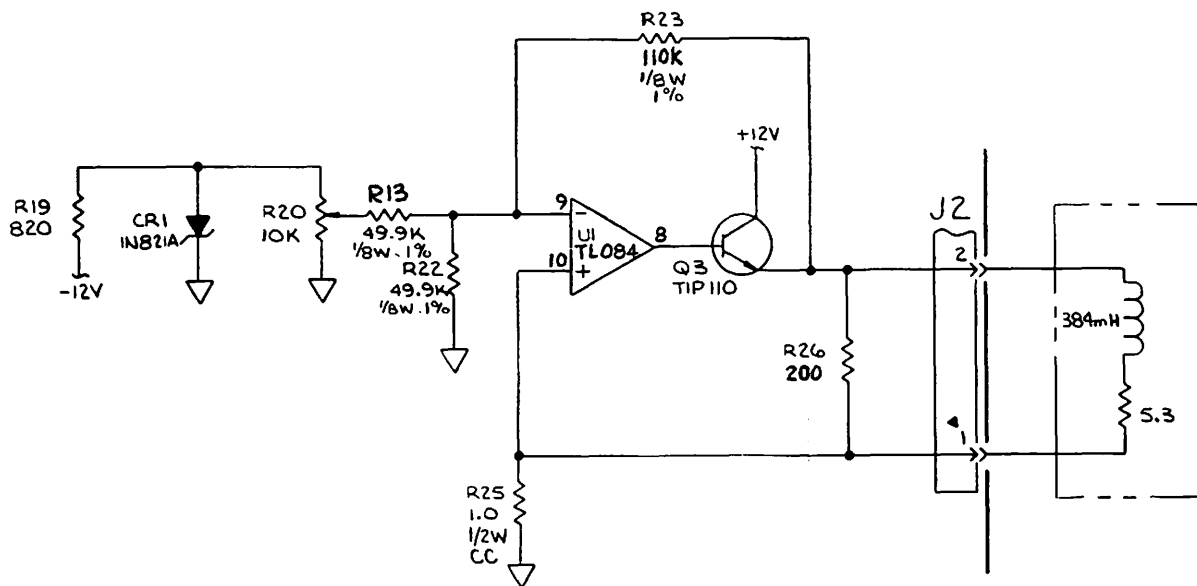 R23
110K
1/8W
1%
+12V
R19
820
-12V
CR1
1N821A
R20
10K
R13
49.9K
1/8W.1%
R22
49.9K
1/8W.1%
9
-
U1
TL084
8
10
+
Q3
TIP110
J2
2
384mH
R26
200
5.3
1
R25
1.0
1/2W
CC